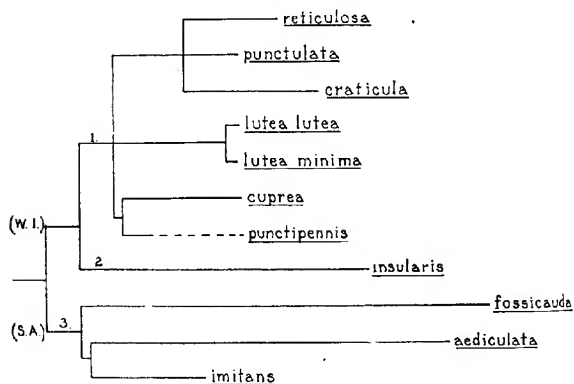 reticulosa
punctulata
craticula
1.
lutea lutea
lutea minima
cuprea
(W. I.)
punctipennis
2
insularis
fossicauda
(S.A.)
3.
aediculata
imitans